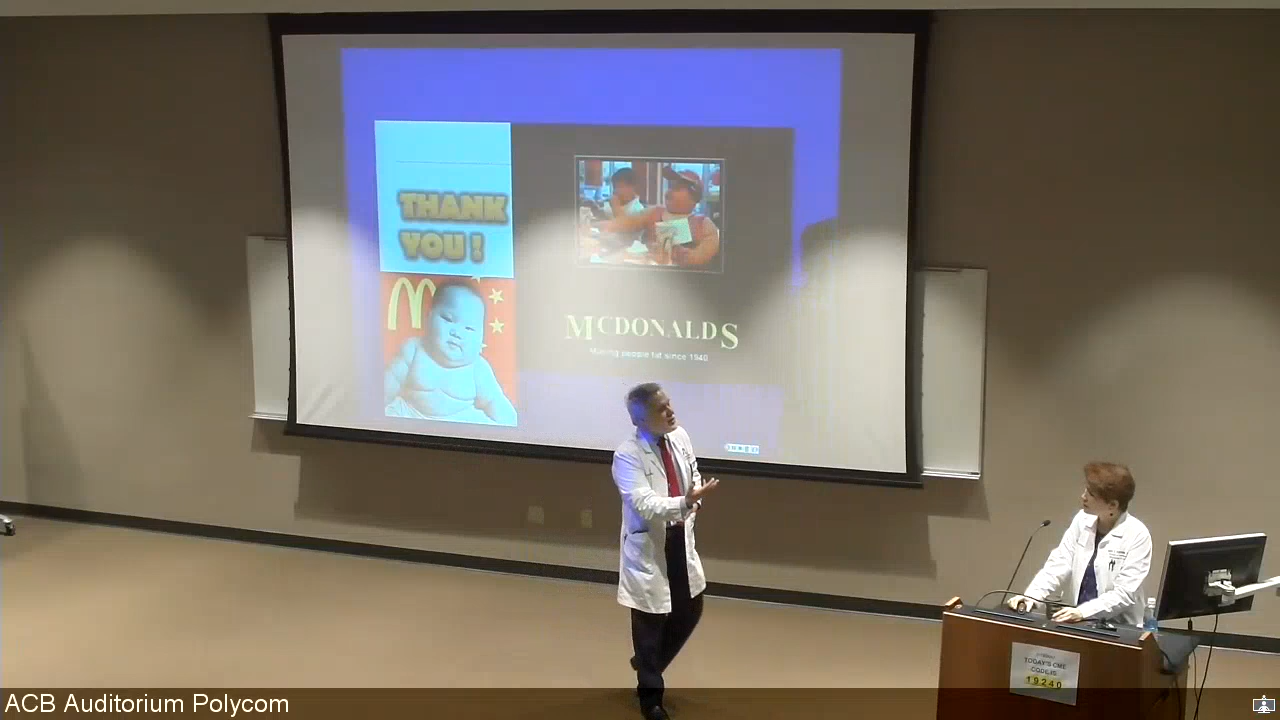 THANK
YOU !
MCDONALDS
Making people fat since 1940
TODAY'S CME
CODE IS
19240
ACB Auditorium Polycom